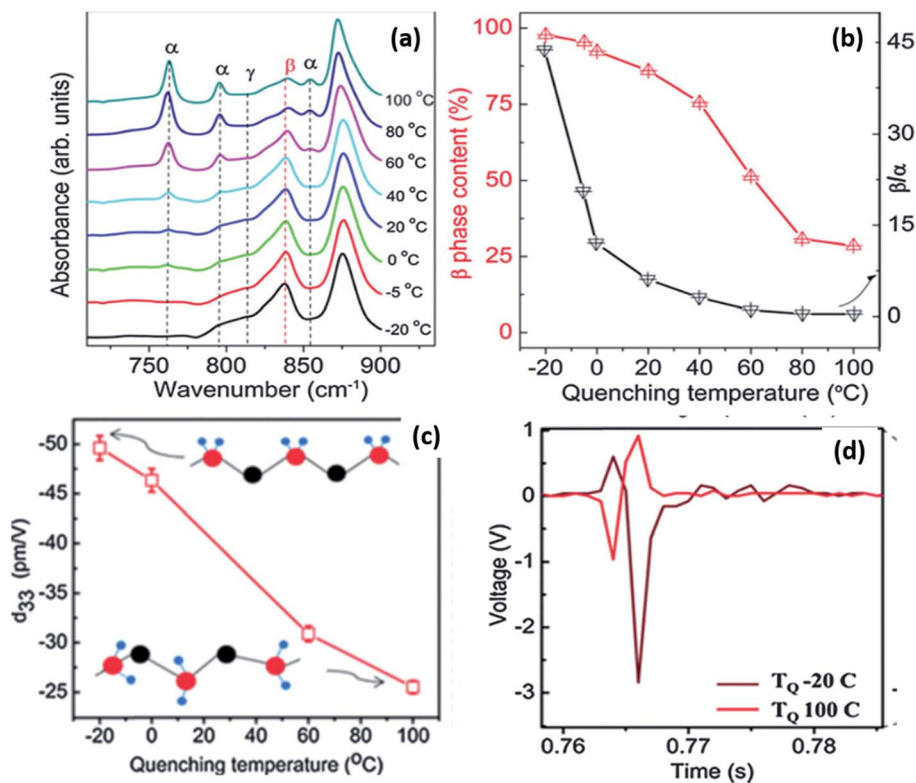 (a)
α
α
γ
β
α
100 °C
80 °C
60 °C
40 °C
20 °C
0 °C
-5 °C
-20 °C
Absorbance (arb. units)
750
800
850
900
Wavenumber (cm-1)
(b)
β phase content (%)
100
75
50
25
0
45
30
15
0
β/α
-20
0
20
40
60
80
100
Quenching temperature (ºC)
(c)
d33 (pm/V)
-50
-45
-40
-35
-30
-25
-20
0
20
40
60
80
100
Quenching temperature (ºC)
(d)
Voltage (V)
1
0
-1
-2
-3
TQ -20 C
TQ 100 C
0.76
0.77
0.78
Time (s)